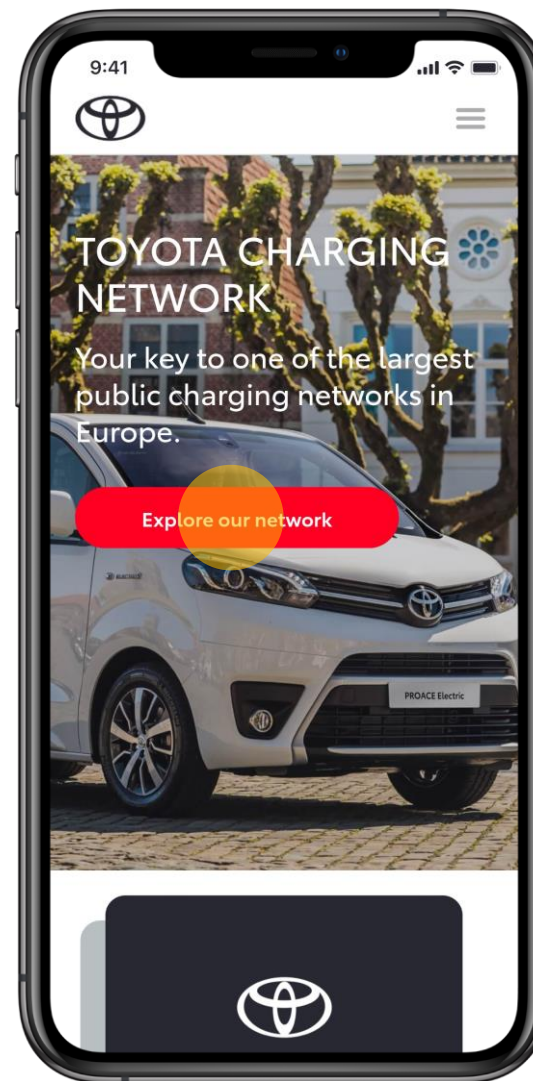 9:41
TOYOTA CHARGING
NETWORK
Your key to one of the largest
public charging networks in
Europe.
Explore our network
PROACE Electric